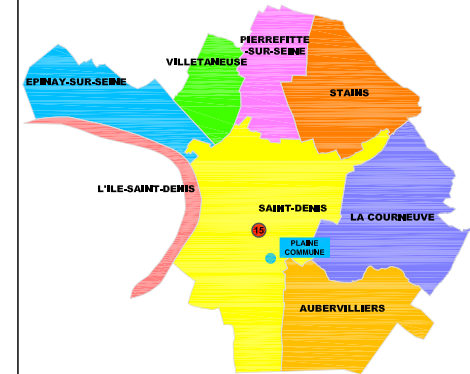 PIERREFITTE
-SUR-SEINE
VILLETANEUSE
EPINAY-SUR-SEINE
STAINS
L'ILE-SAINT-DENIS
SAINT-DENIS
LA COURNEUVE
15
PLAINE
COMMUNE
AUBERVILLIERS